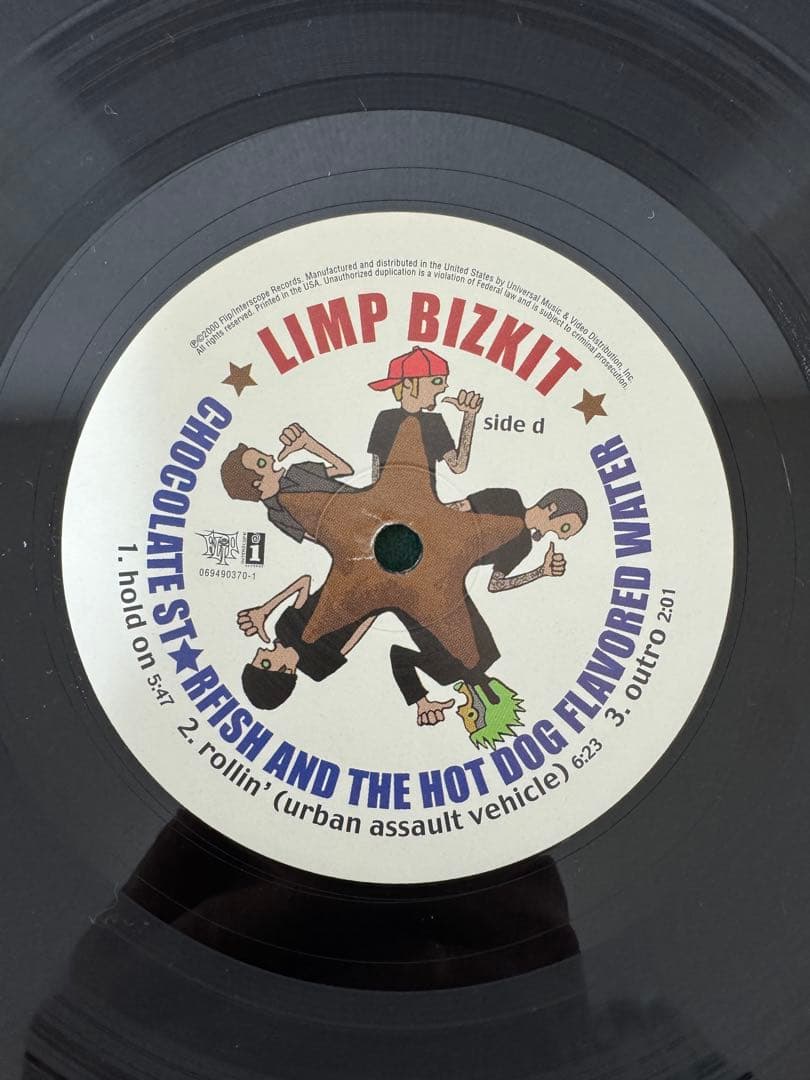 ℗©2000 Flip/Interscope Records. Manufactured and distributed in the United States by Universal Music & Video Distribution, Inc.
All rights reserved. Printed in the USA. Unauthorized duplication is a violation of Federal law and is subject to criminal prosecution.
LIMP BIZKIT
side d
CHOCOLATE ST★RFISH AND THE HOT DOG FLAVORED WATER
interscope
069490370-1
1. hold on 5:47
2. rollin' (urban assault vehicle) 6:23
3. outro 2:01